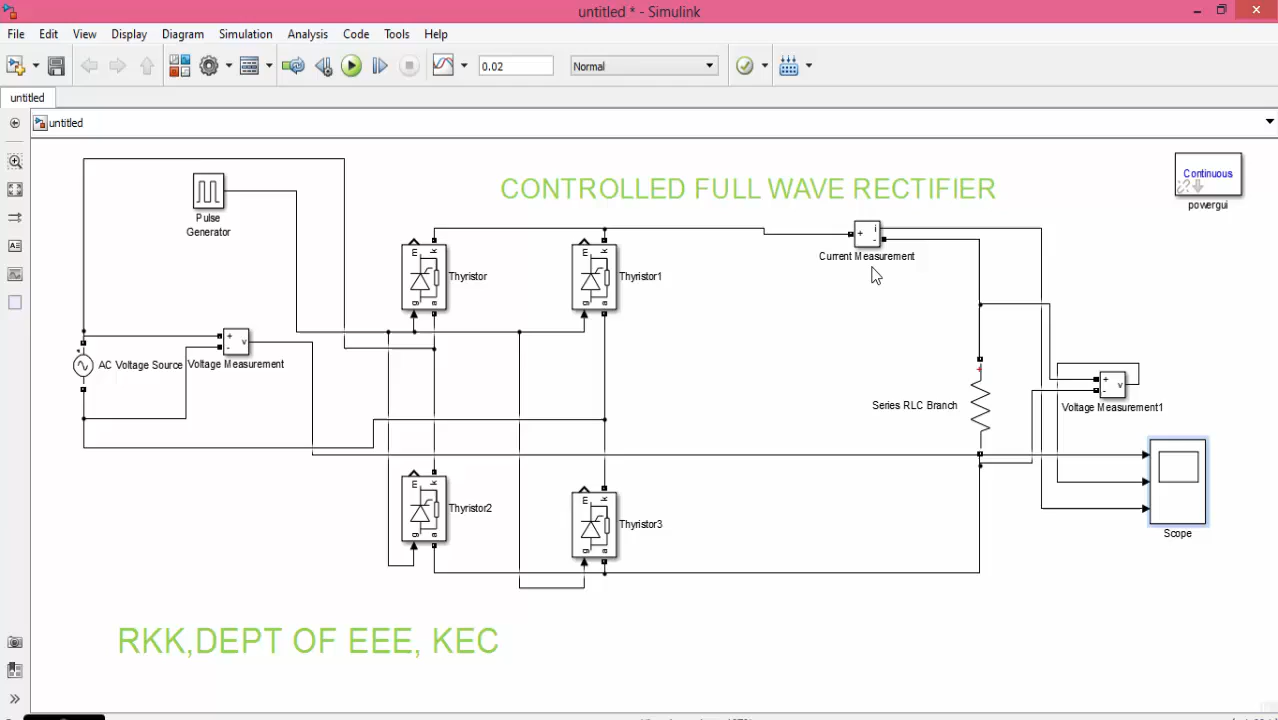 untitled * - Simulink
File Edit View Display Diagram Simulation Analysis Code Tools Help
0.02 Normal
untitled
untitled
CONTROLLED FULL WAVE RECTIFIER
Continuous
powergui
Pulse
Generator
+ i
-
Current Measurement
m k
Thyristor
g a
m k
Thyristor1
g a
+
- v
AC Voltage Source
Voltage Measurement
Series RLC Branch
+
+
- v
Voltage Measurement1
m k
Thyristor2
g a
m k
Thyristor3
g a
Scope
RKK,DEPT OF EEE, KEC